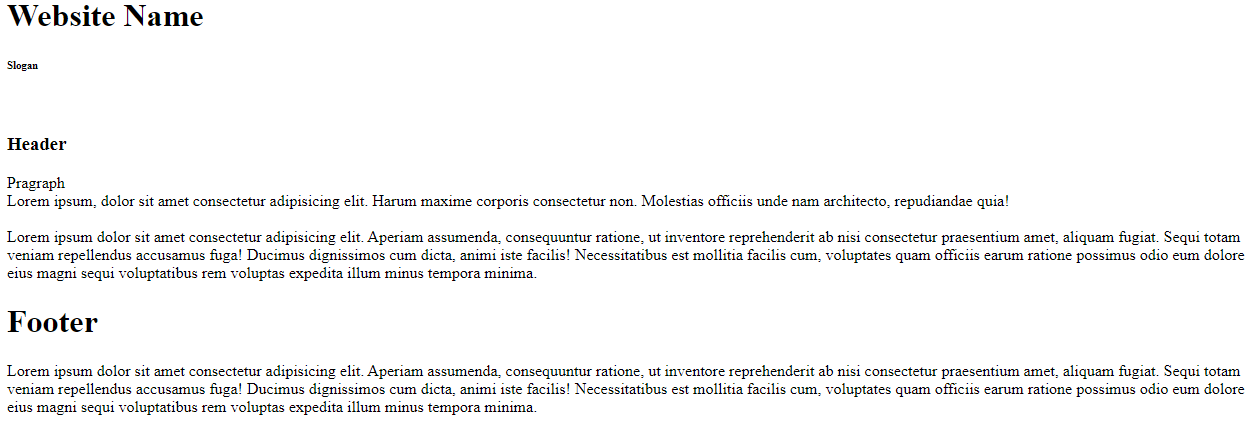 Website Name
Slogan
Header
Pragraph
Lorem ipsum, dolor sit amet consectetur adipisicing elit. Harum maxime corporis consectetur non. Molestias officiis unde nam architecto, repudiandae quia!
Lorem ipsum dolor sit amet consectetur adipisicing elit. Aperiam assumenda, consequuntur ratione, ut inventore reprehenderit ab nisi consectetur praesentium amet, aliquam fugiat. Sequi totam
veniam repellendus accusamus fuga! Ducimus dignissimos cum dicta, animi iste facilis! Necessitatibus est mollitia facilis cum, voluptates quam officiis earum ratione possimus odio eum dolore
eius magni sequi voluptatibus rem voluptas expedita illum minus tempora minima.
Footer
Lorem ipsum dolor sit amet consectetur adipisicing elit. Aperiam assumenda, consequuntur ratione, ut inventore reprehenderit ab nisi consectetur praesentium amet, aliquam fugiat. Sequi totam
veniam repellendus accusamus fuga! Ducimus dignissimos cum dicta, animi iste facilis! Necessitatibus est mollitia facilis cum, voluptates quam officiis earum ratione possimus odio eum dolore
eius magni sequi voluptatibus rem voluptas expedita illum minus tempora minima.